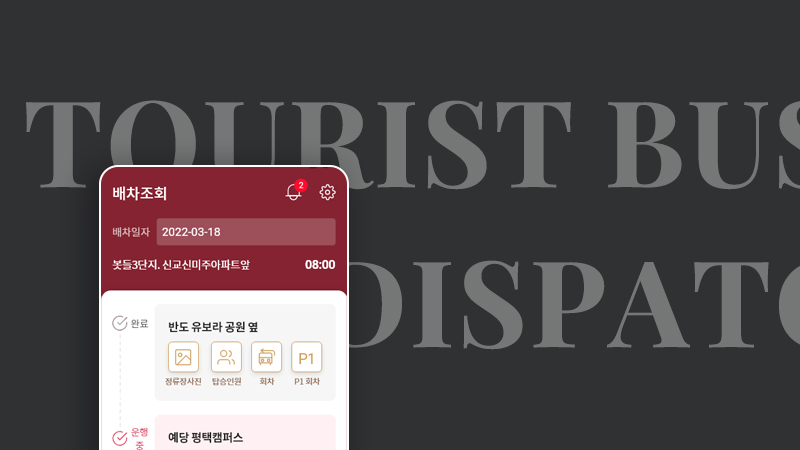 TOURIST BUS
DISPATC
배차조회
2
배차일자 2022-03-18
봇들3단지. 신교신미주아파트앞 08:00
완료
반도 유보라 공원 옆
P1
정류장사진 탑승인원 회차 P1 회차
운행
중
예당 평택캠퍼스